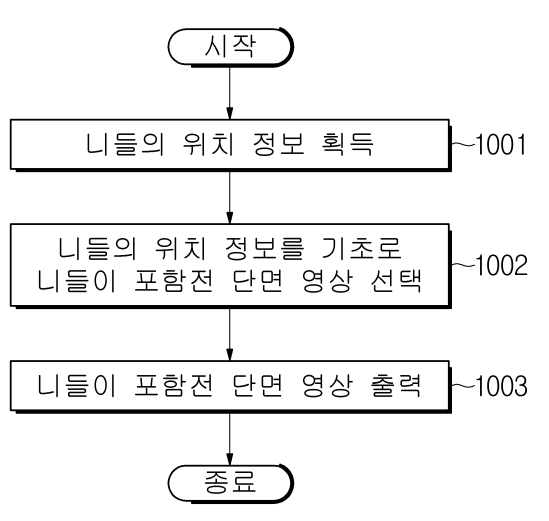 시작
니들의 위치 정보 획득
1001
니들의 위치 정보를 기초로
니들이 포함전 단면 영상 선택
1002
니들이 포함전 단면 영상 출력
1003
종료